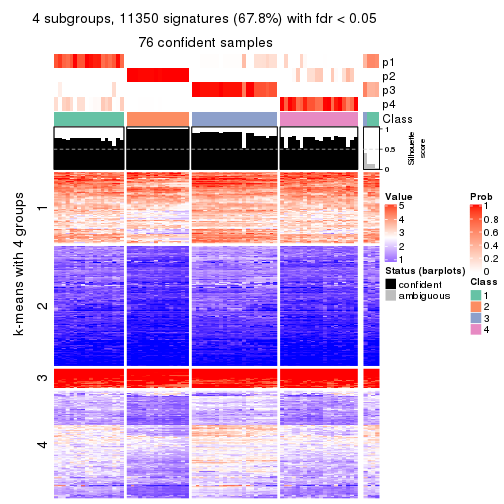 4 subgroups, 11350 signatures (67.8%) with fdr < 0.05
76 confident samples
p1
p2
p3
p4
Class
1
0.5
0
Silhouette
score
k-means with 4 groups
1
2
3
4
Value
5
4
3
2
1
Status (barplots)
confident
ambiguous
Prob
1
0.8
0.6
0.4
0.2
0
Class
1
2
3
4